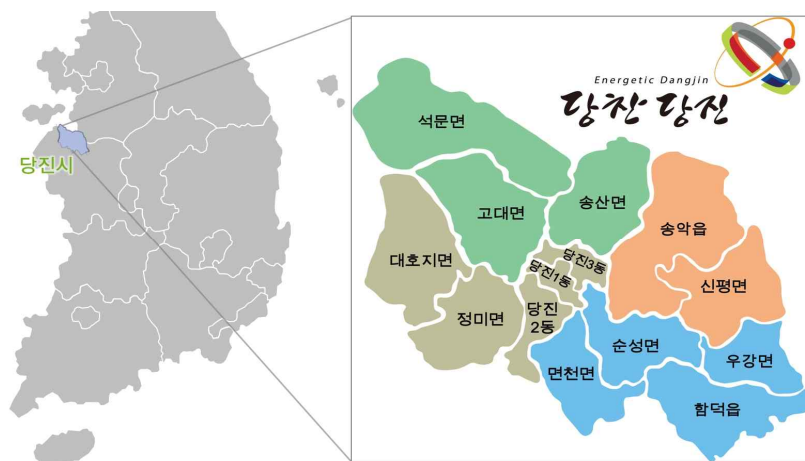 Energetic Dangjin
당찬 당진
당진시
석문면
고대면
송산면
송악읍
대호지면
당진1동
당진3동
신평면
정미면
당진
2동
순성면
면천면
우강면
함덕읍